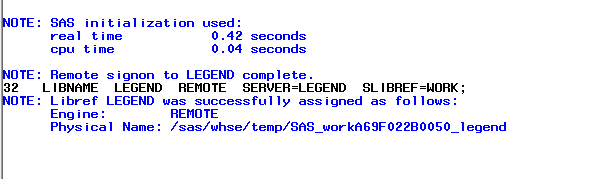 NOTE: SAS initialization used:
real time 0.42 seconds
cpu time 0.04 seconds
NOTE: Remote signon to LEGEND complete.
32 LIBNAME LEGEND REMOTE SERVER=LEGEND SLIBREF=WORK;
NOTE: Libref LEGEND was successfully assigned as follows:
Engine: REMOTE
Physical Name: /sas/whse/temp/SAS_workA69F022B0050_legend